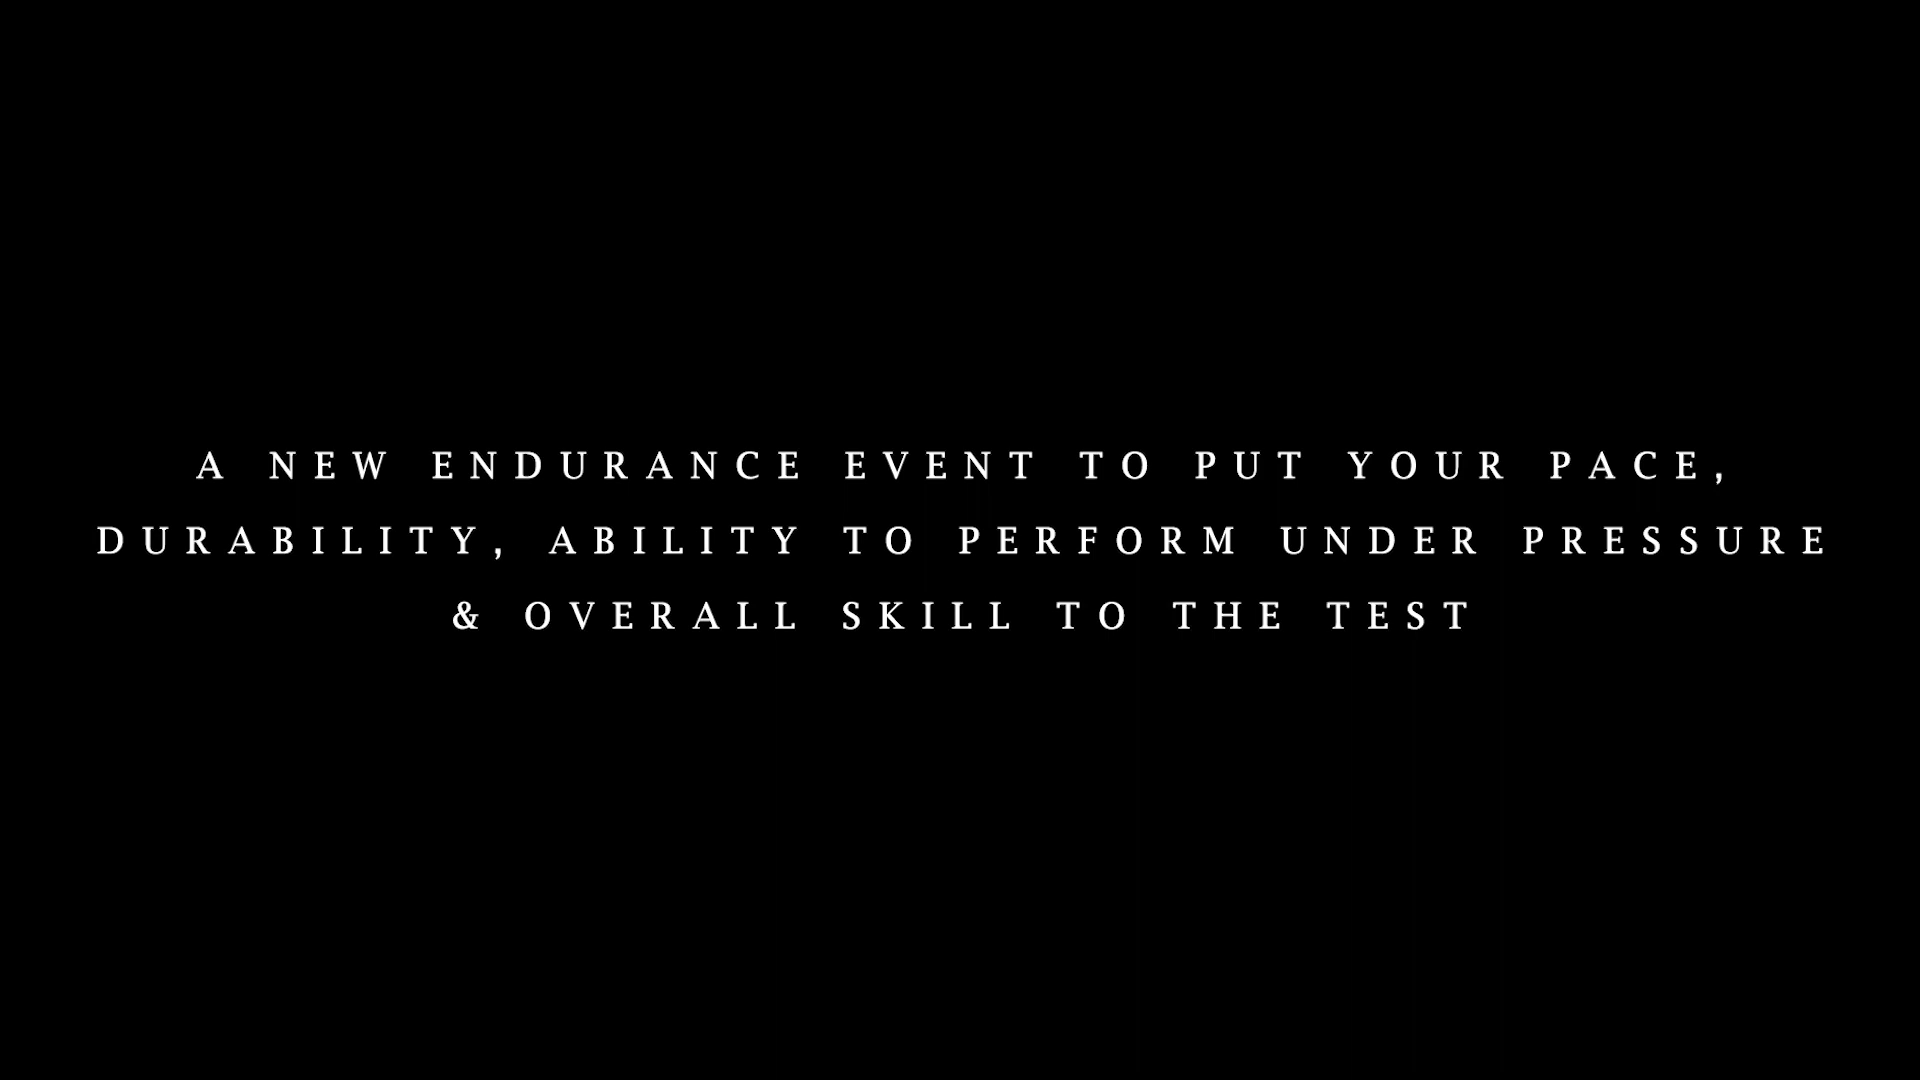 A NEW ENDURANCE EVENT TO PUT YOUR PACE,
DURABILITY, ABILITY TO PERFORM UNDER PRESSURE
& OVERALL SKILL TO THE TEST